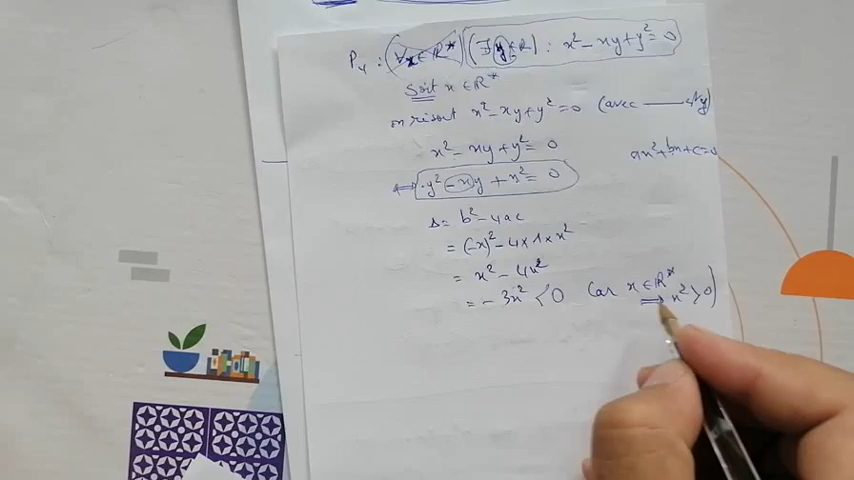 P₄ : (∀x∈ℝ*) (∃y∈ℝ) : x² - xy + y² = 0
Soit x ∈ ℝ*
on résout x² - xy + y² = 0 (avec y)
x² - xy + y² = 0
ax² + bx + c = 0
⟺ y² - xy + x² = 0
Δ = b² - 4ac
= (-x)² - 4×1×x²
= x² - 4x²
= -3x² < 0 (car x ∈ ℝ*
⟹ x² > 0)